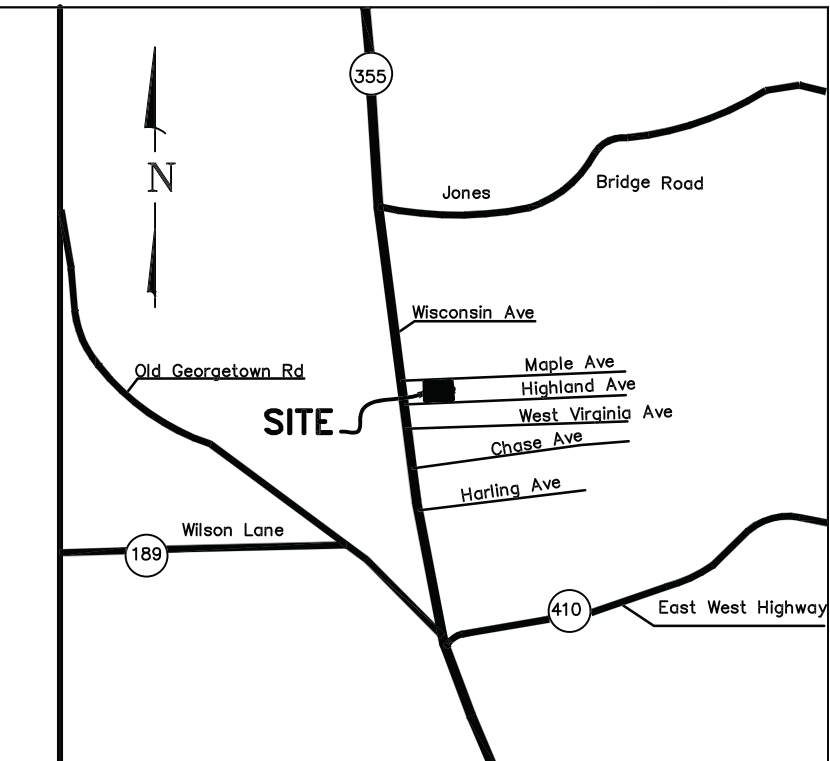 355
N
Jones
Bridge Road
Wisconsin Ave
Maple Ave
Old Georgetown Rd
Highland Ave
West Virginia Ave
SITE
Chase Ave
Harling Ave
Wilson Lane
189
410
East West Highway